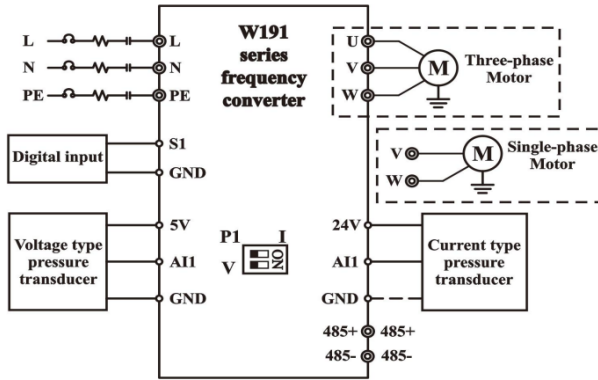 L
L
N
N
PE
PE
W191
series
frequency
converter
U
V
W
M
Three-phase
Motor
V
W
M
Single-phase
Motor
Digital input
S1
GND
Voltage type
pressure
transducer
5V
AI1
GND
P1
I
V
ON
24V
AI1
GND
Current type
pressure
transducer
485+
485+
485-
485-